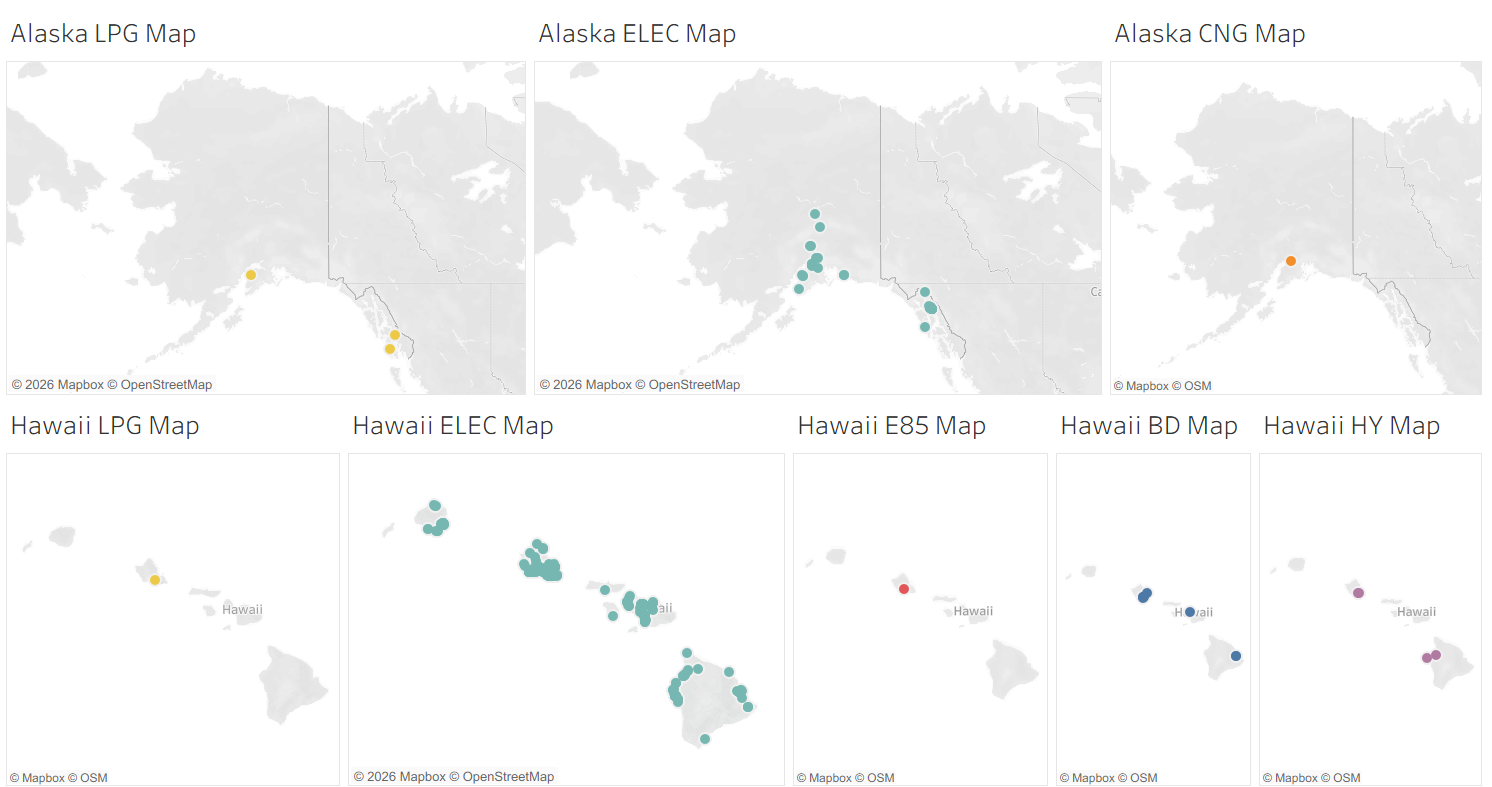 Alaska LPG Map
Alaska ELEC Map
Alaska CNG Map
Ca
© 2026 Mapbox © OpenStreetMap
© 2026 Mapbox © OpenStreetMap
© Mapbox © OSM
Hawaii LPG Map
Hawaii ELEC Map
Hawaii E85 Map
Hawaii BD Map
Hawaii HY Map
Hawaii
aii
Hawaii
H aii
Hawaii
© Mapbox © OSM
© 2026 Mapbox © OpenStreetMap
© Mapbox © OSM
© Mapbox © OSM
© Mapbox © OSM